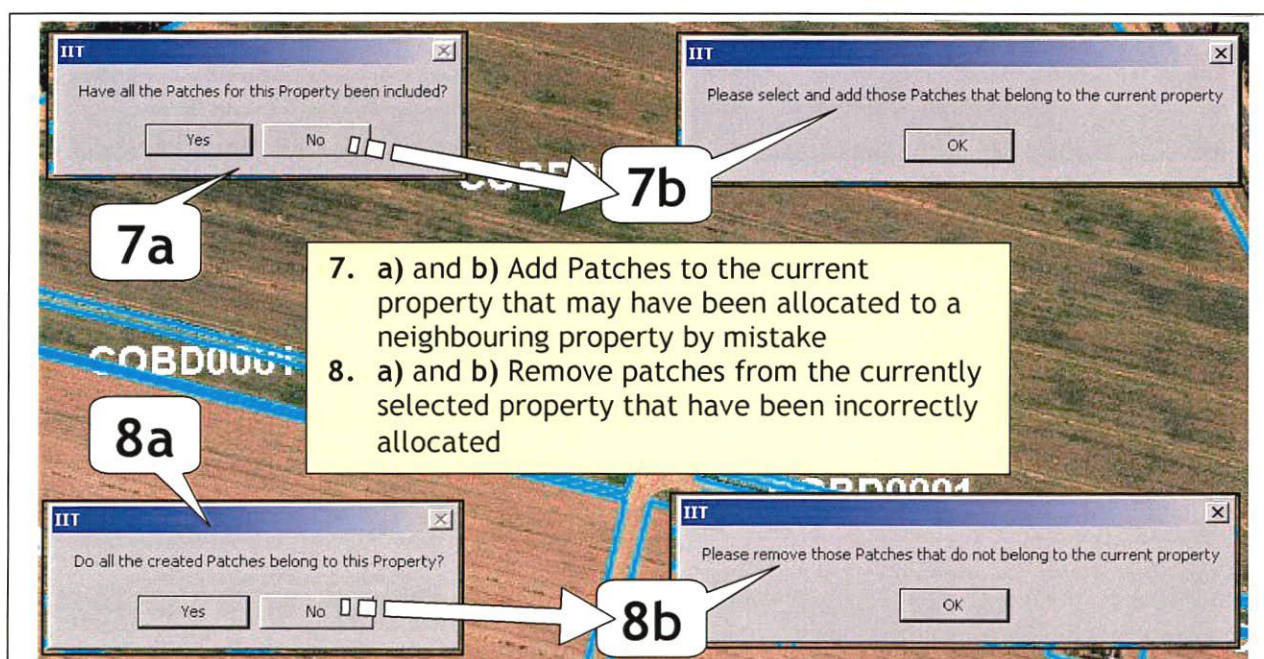 IIT
Have all the Patches for this Property been included?
Yes No
7a
IIT
Please select and add those Patches that belong to the current property
OK
7b
7. a) and b) Add Patches to the current
property that may have been allocated to a
neighbouring property by mistake
8. a) and b) Remove patches from the currently
selected property that have been incorrectly
allocated
COBD0001
8a
COBD0001
IIT
Do all the created Patches belong to this Property?
Yes No
IIT
Please remove those Patches that do not belong to the current property
OK
8b